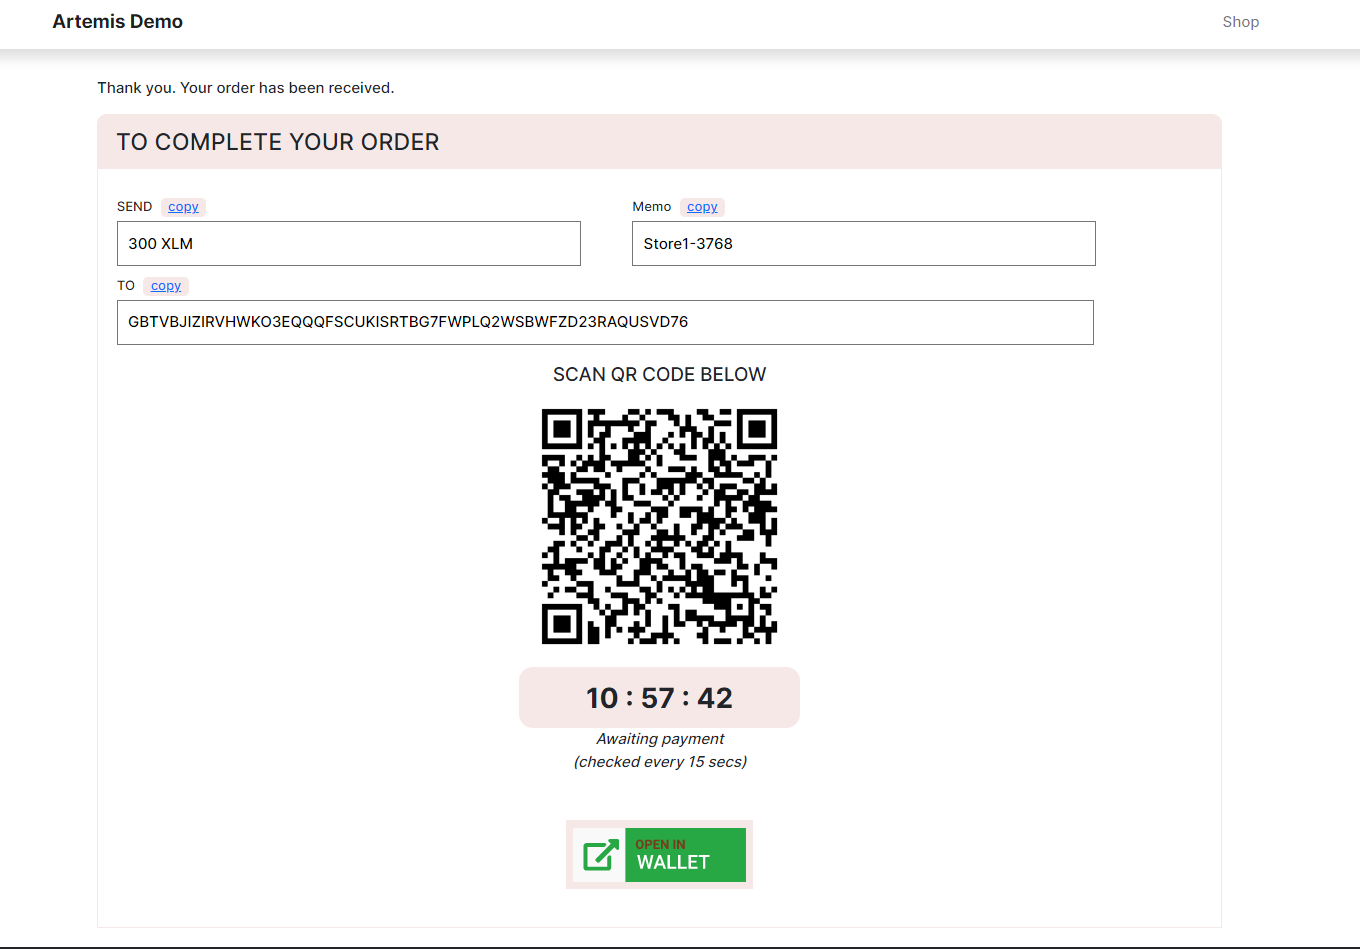 Artemis Demo
Shop
Thank you. Your order has been received.
TO COMPLETE YOUR ORDER
SEND copy
Memo copy
300 XLM
Store1-3768
TO copy
GBTVBJIZIRVHWKO3EQQQFSCUKISRTBG7FWPLQ2WSBWFZD23RAQUSVD76
SCAN QR CODE BELOW
10 : 57 : 42
Awaiting payment
(checked every 15 secs)
OPEN IN
WALLET